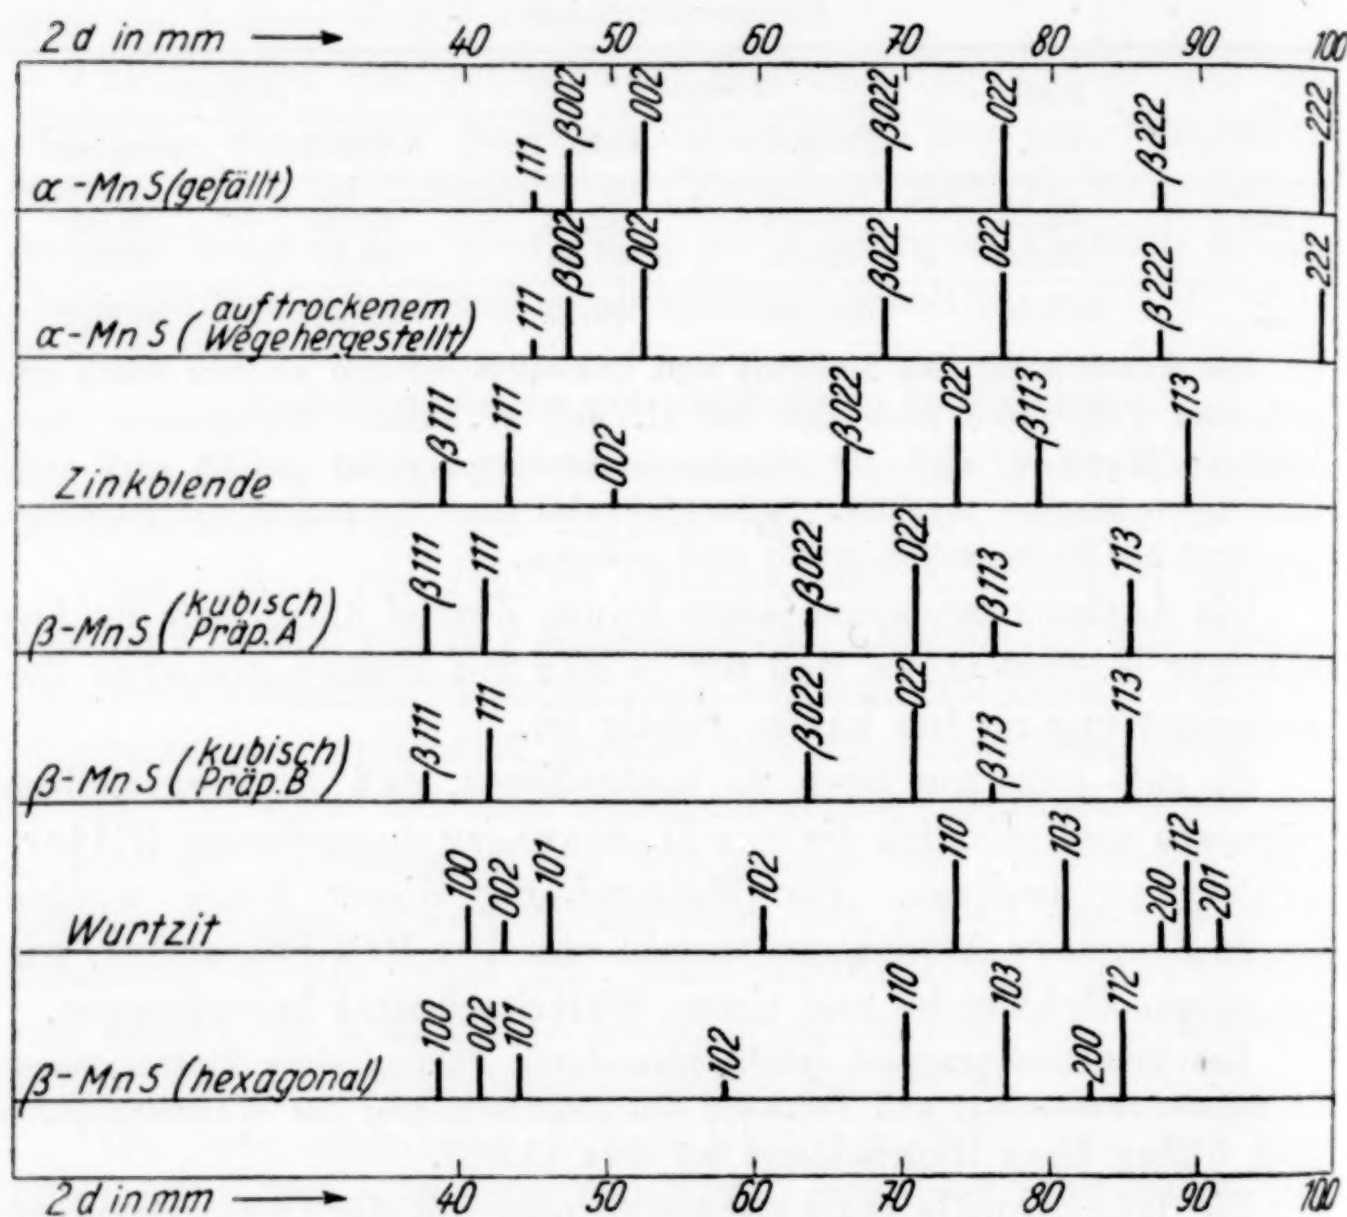 2 d in mm → 40 50 60 70 80 90 100
111 β002 002 β022 022 β222 222
α-MnS(gefällt)
111 β002 002 β022 022 β222 222
α-MnS (auf trockenem
Wege hergestellt)
β111 111 002 β022 022 β113 113
Zinkblende
β111 111 β022 022 β113 113
β-MnS (kubisch
Präp. A)
β111 111 β022 022 β113 113
β-MnS (kubisch
Präp. B)
100 002 101 102 110 103 200 112 201
Wurtzit
100 002 101 102 110 103 200 112
β-MnS (hexagonal)
2 d in mm → 40 50 60 70 80 90 100